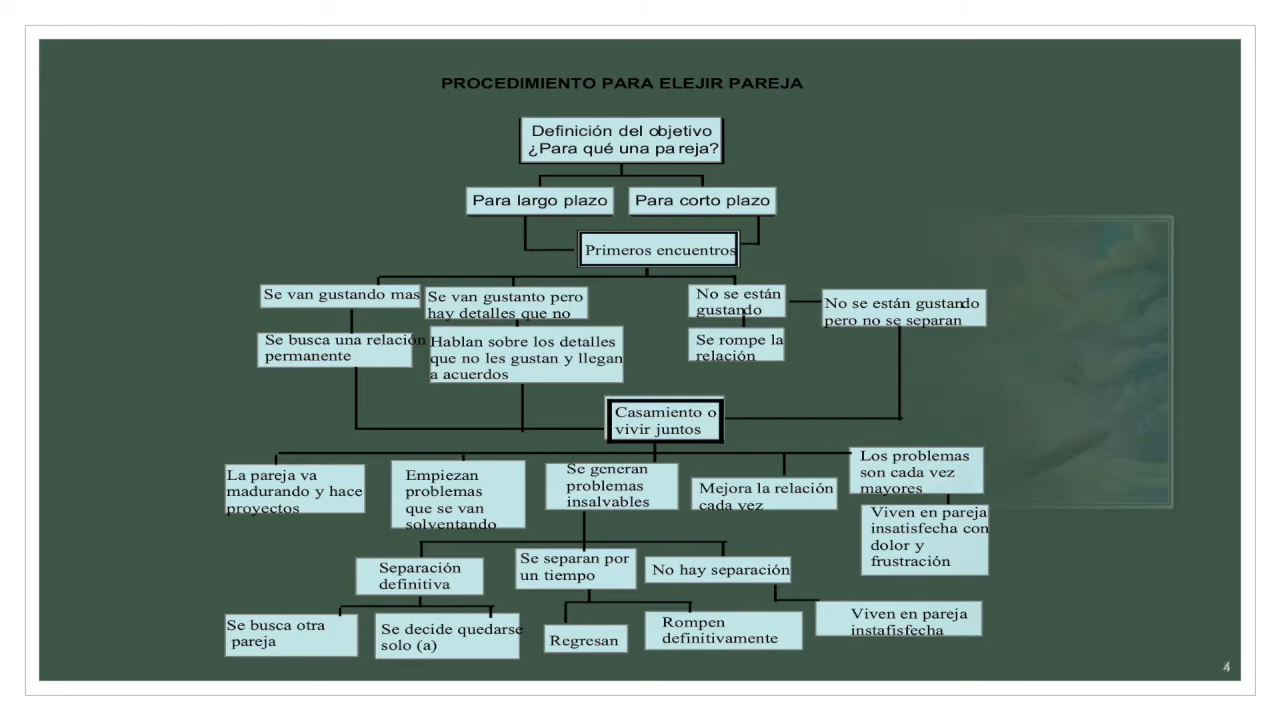 PROCEDIMIENTO PARA ELEJIR PAREJA
Definición del objetivo
¿Para qué una pareja?
Para largo plazo
Para corto plazo
Primeros encuentros
Se van gustando mas
Se van gustanto pero
hay detalles que no
No se están
gustando
No se están gustando
pero no se separan
Se busca una relación
permanente
Hablan sobre los detalles
que no les gustan y llegan
a acuerdos
Se rompe la
relación
Casamiento o
vivir juntos
La pareja va
madurando y hace
proyectos
Empiezan
problemas
que se van
solventando
Se generan
problemas
insalvables
Mejora la relación
cada vez
Los problemas
son cada vez
mayores
Viven en pareja
insatisfecha con
dolor y
frustración
Separación
definitiva
Se separan por
un tiempo
No hay separación
Se busca otra
pareja
Se decide quedarse
solo (a)
Regresan
Rompen
definitivamente
Viven en pareja
instafisfecha
4